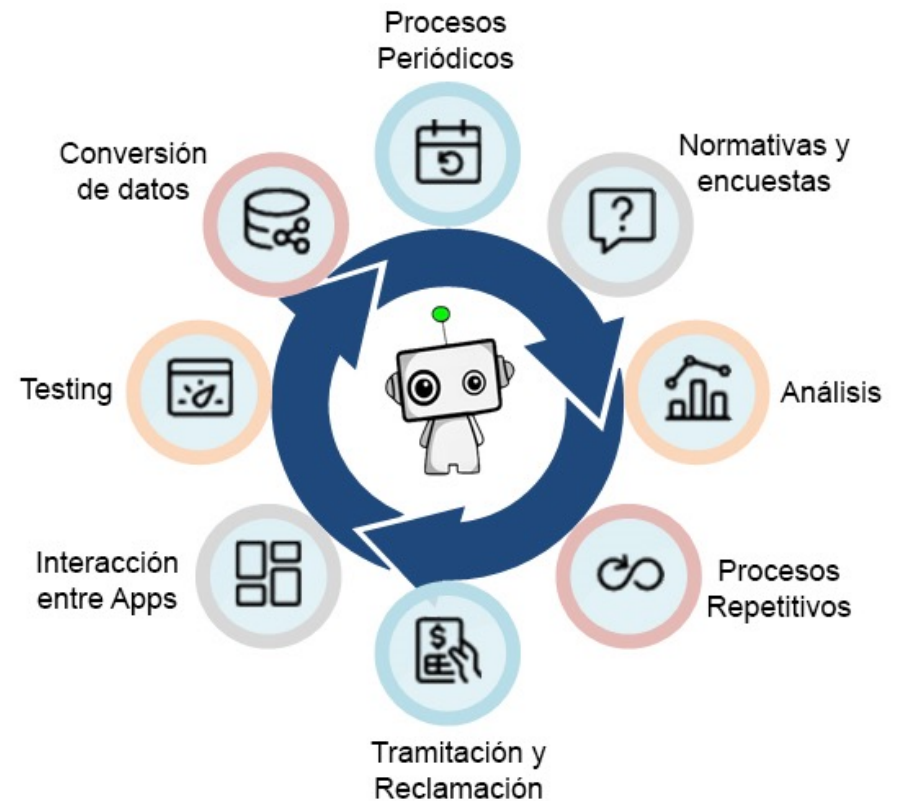 Procesos
Periódicos
Normativas y
encuestas
Conversión
de datos
Análisis
Testing
Procesos
Repetitivos
Interacción
entre Apps
Tramitación y
Reclamación